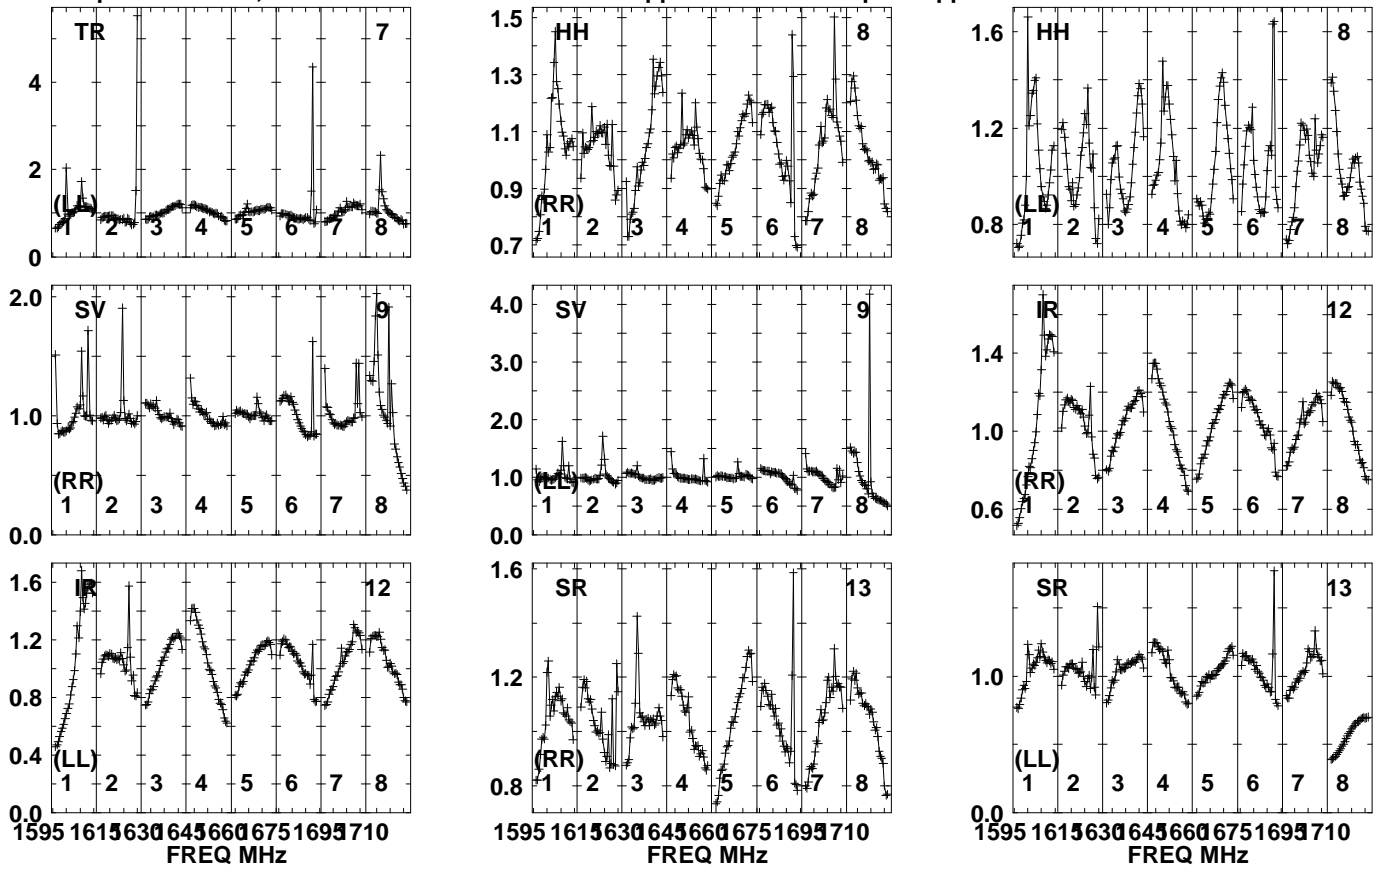 TR 7
4
2
0
(LL)
1 2 3 4 5 6 7 8
HH 8
1.5
1.3
1.1
0.9
0.7
(RR)
1 2 3 4 5 6 7 8
HH 8
1.6
1.2
0.8
(LL)
1 2 3 4 5 6 7 8
SV 9
2.0
1.0
0.0
(RR)
1 2 3 4 5 6 7 8
SV 9
4.0
3.0
2.0
1.0
0.0
(LL)
1 2 3 4 5 6 7 8
IR 12
1.4
1.0
0.6
(RR)
1 2 3 4 5 6 7 8
IR 12
1.6
1.2
0.8
0.4
0.0
(LL)
1 2 3 4 5 6 7 8
1595 1615 1630 1645 1660 1675 1695 1710
FREQ MHz
SR 13
1.6
1.2
0.8
(RR)
1 2 3 4 5 6 7 8
1595 1615 1630 1645 1660 1675 1695 1710
FREQ MHz
SR 13
1.0
0.0
(LL)
1 2 3 4 5 6 7 8
1595 1615 1630 1645 1660 1675 1695 1710
FREQ MHz